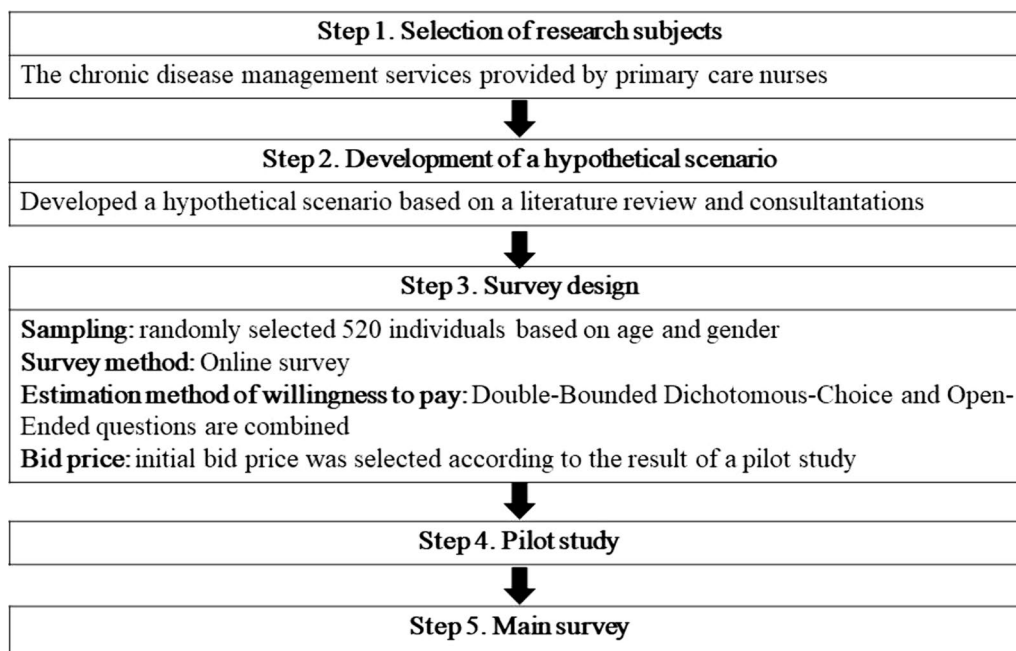 Step 1. Selection of research subjects
The chronic disease management services provided by primary care nurses
Step 2. Development of a hypothetical scenario
Developed a hypothetical scenario based on a literature review and consultantations
Step 3. Survey design
Sampling: randomly selected 520 individuals based on age and gender
Survey method: Online survey
Estimation method of willingness to pay: Double-Bounded Dichotomous-Choice and Open-
Ended questions are combined
Bid price: initial bid price was selected according to the result of a pilot study
Step 4. Pilot study
Step 5. Main survey